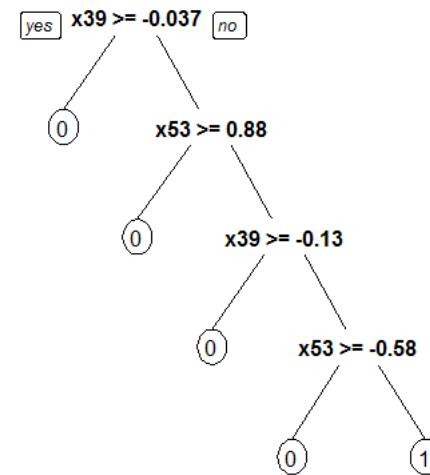 yes x39 >= -0.037 no
0
x53 >= 0.88
0
x39 >= -0.13
0
x53 >= -0.58
0 1